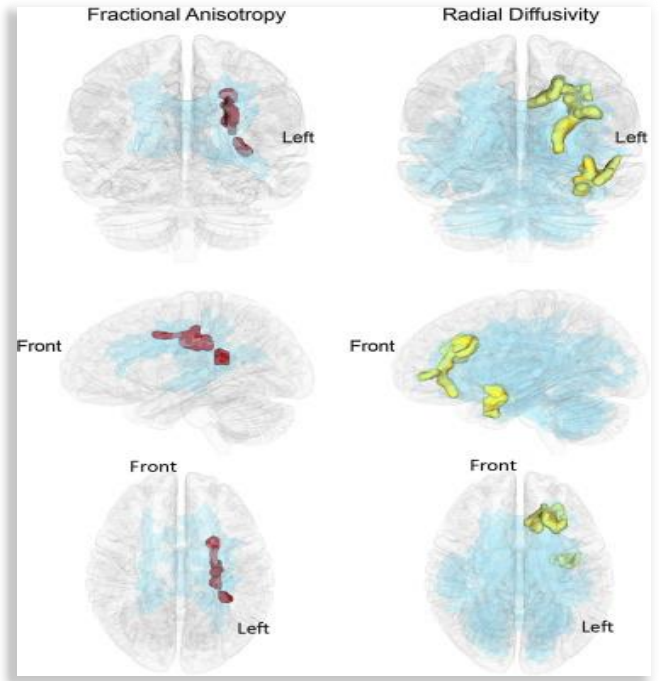 Fractional Anisotropy
Radial Diffusivity
Left
Left
Front
Front
Front
Front
Left
Left